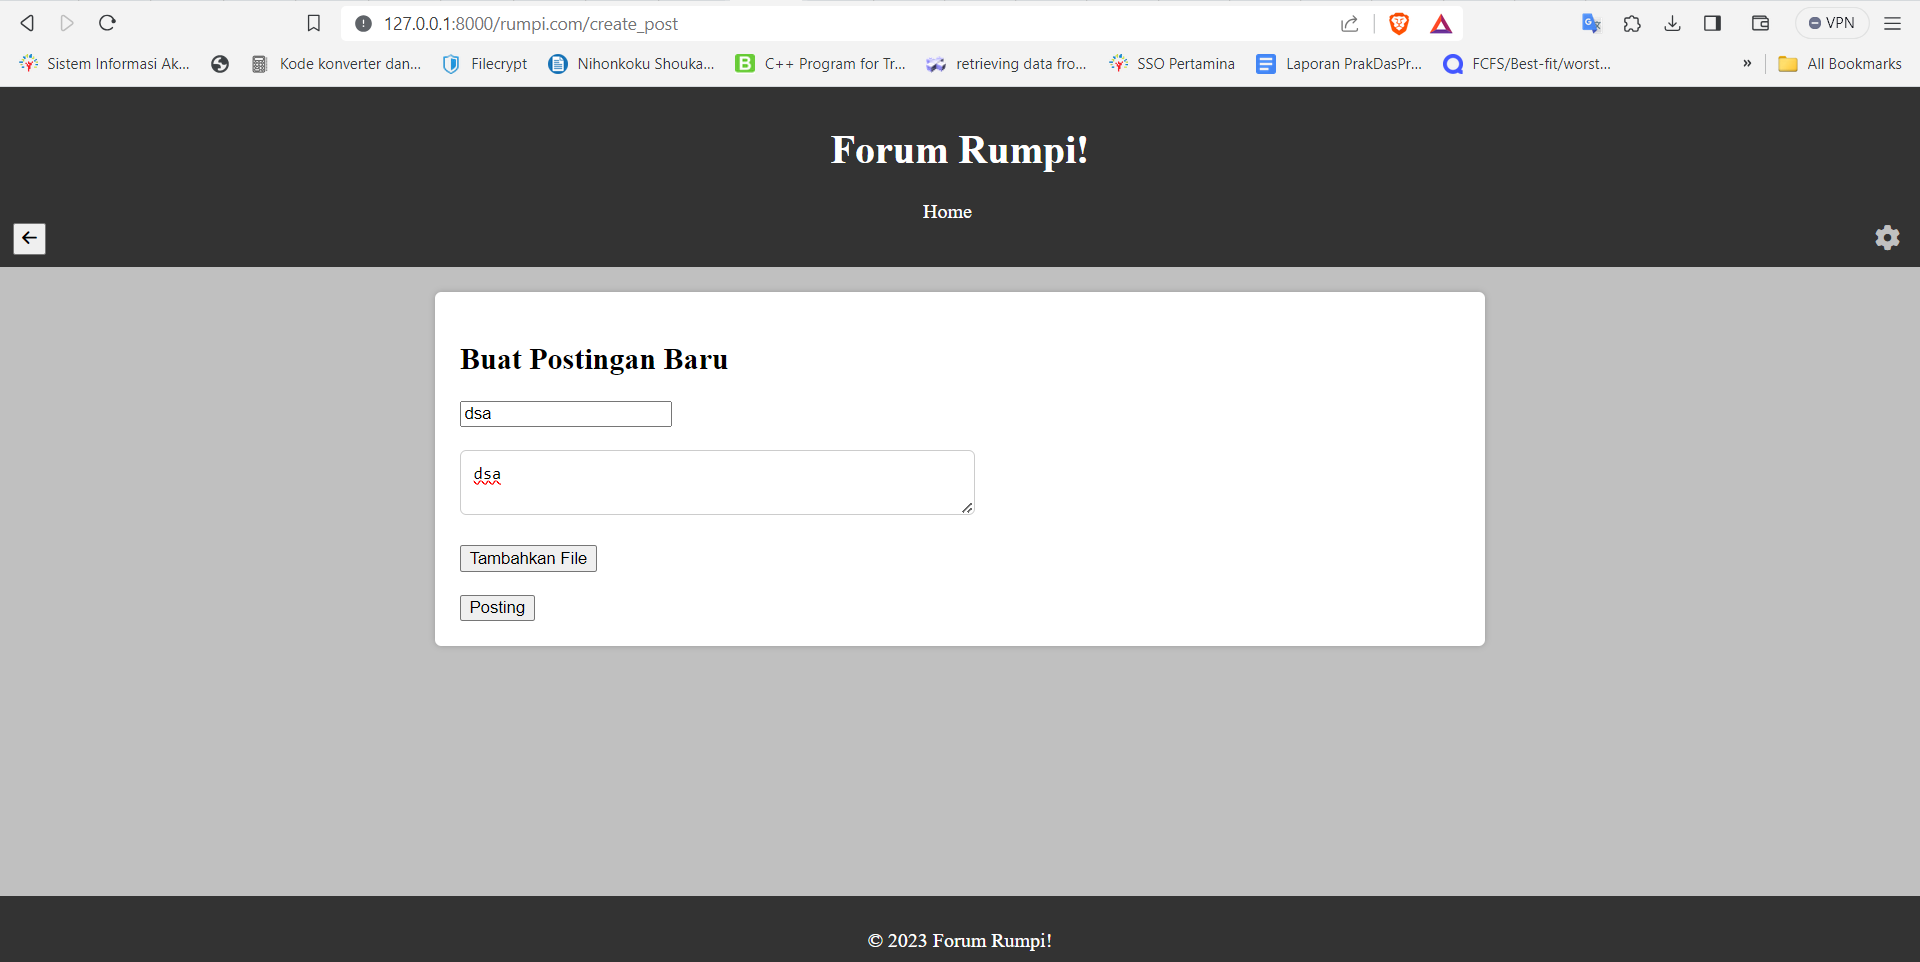 127.0.0.1:8000/rumpi.com/create_post
VPN
Sistem Informasi Ak... Kode konverter dan... Filecrypt Nihonkoku Shouka... B C++ Program for Tr... retrieving data fro... SSO Pertamina Laporan PrakDasPr... FCFS/Best-fit/worst... » All Bookmarks
Forum Rumpi!
Home
Buat Postingan Baru
dsa
dsa
Tambahkan File
Posting
© 2023 Forum Rumpi!